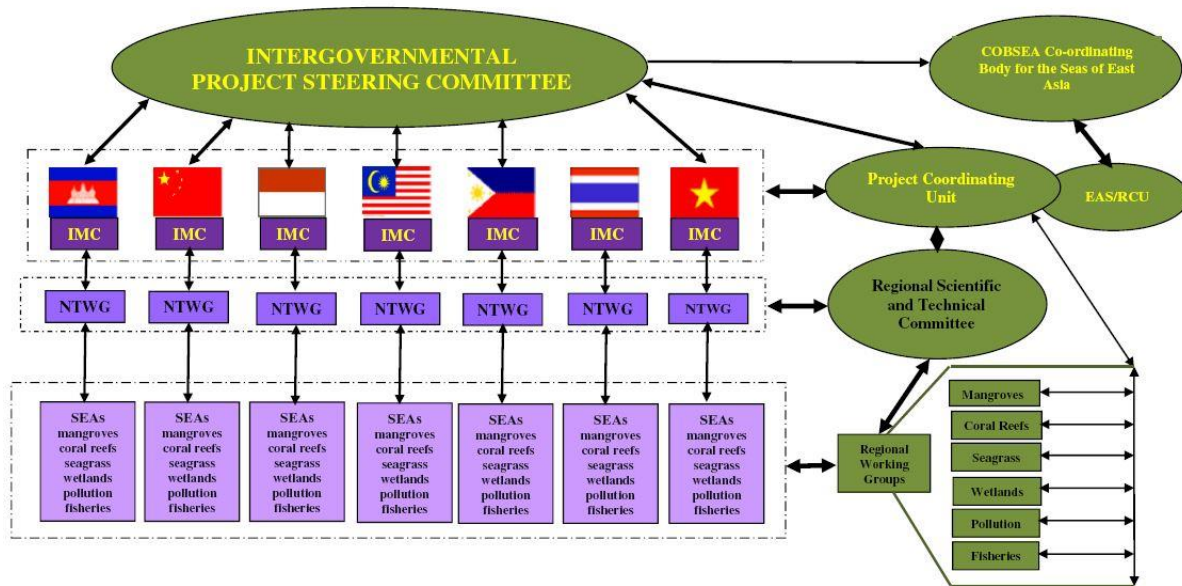 INTERGOVERNMENTAL
PROJECT STEERING COMMITTEE
COBSEA Co-ordinating
Body for the Seas of East
Asia
Project Coordinating
Unit
EAS/RCU
IMC
IMC
IMC
IMC
IMC
IMC
IMC
Regional Scientific
and Technical
Committee
NTWG
NTWG
NTWG
NTWG
NTWG
NTWG
NTWG
SEAs
mangroves
coral reefs
seagrass
wetlands
pollution
fisheries
SEAs
mangroves
coral reefs
seagrass
wetlands
pollution
fisheries
SEAs
mangroves
coral reefs
seagrass
wetlands
pollution
fisheries
SEAs
mangroves
coral reefs
seagrass
wetlands
pollution
fisheries
SEAs
mangroves
coral reefs
seagrass
wetlands
pollution
fisheries
SEAs
mangroves
coral reefs
seagrass
wetlands
pollution
fisheries
SEAs
mangroves
coral reefs
seagrass
wetlands
pollution
fisheries
Regional
Working
Groups
Mangroves
Coral Reefs
Seagrass
Wetlands
Pollution
Fisheries